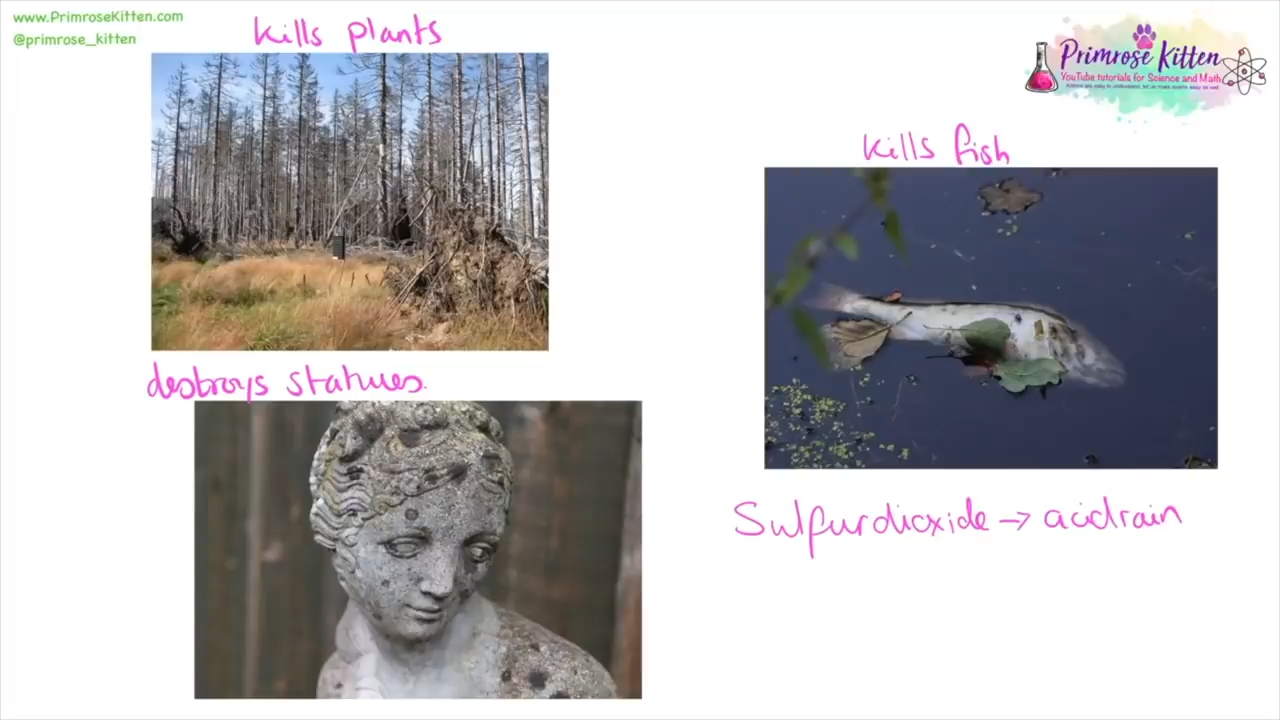 www.PrimroseKitten.com
@primrose_kitten
kills plants
Primrose Kitten
YouTube tutorials for Science and Math
kills fish
destroys statues.
Sulfurdioxide → acidrain